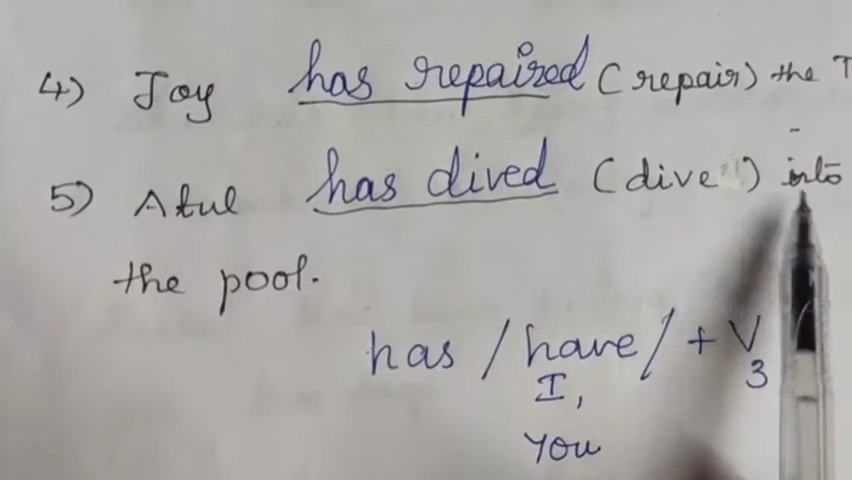 4) Joy has repaired (repair) the T
5) Atul has dived (dive) into
the pool.
has / have / + V3
I,
You